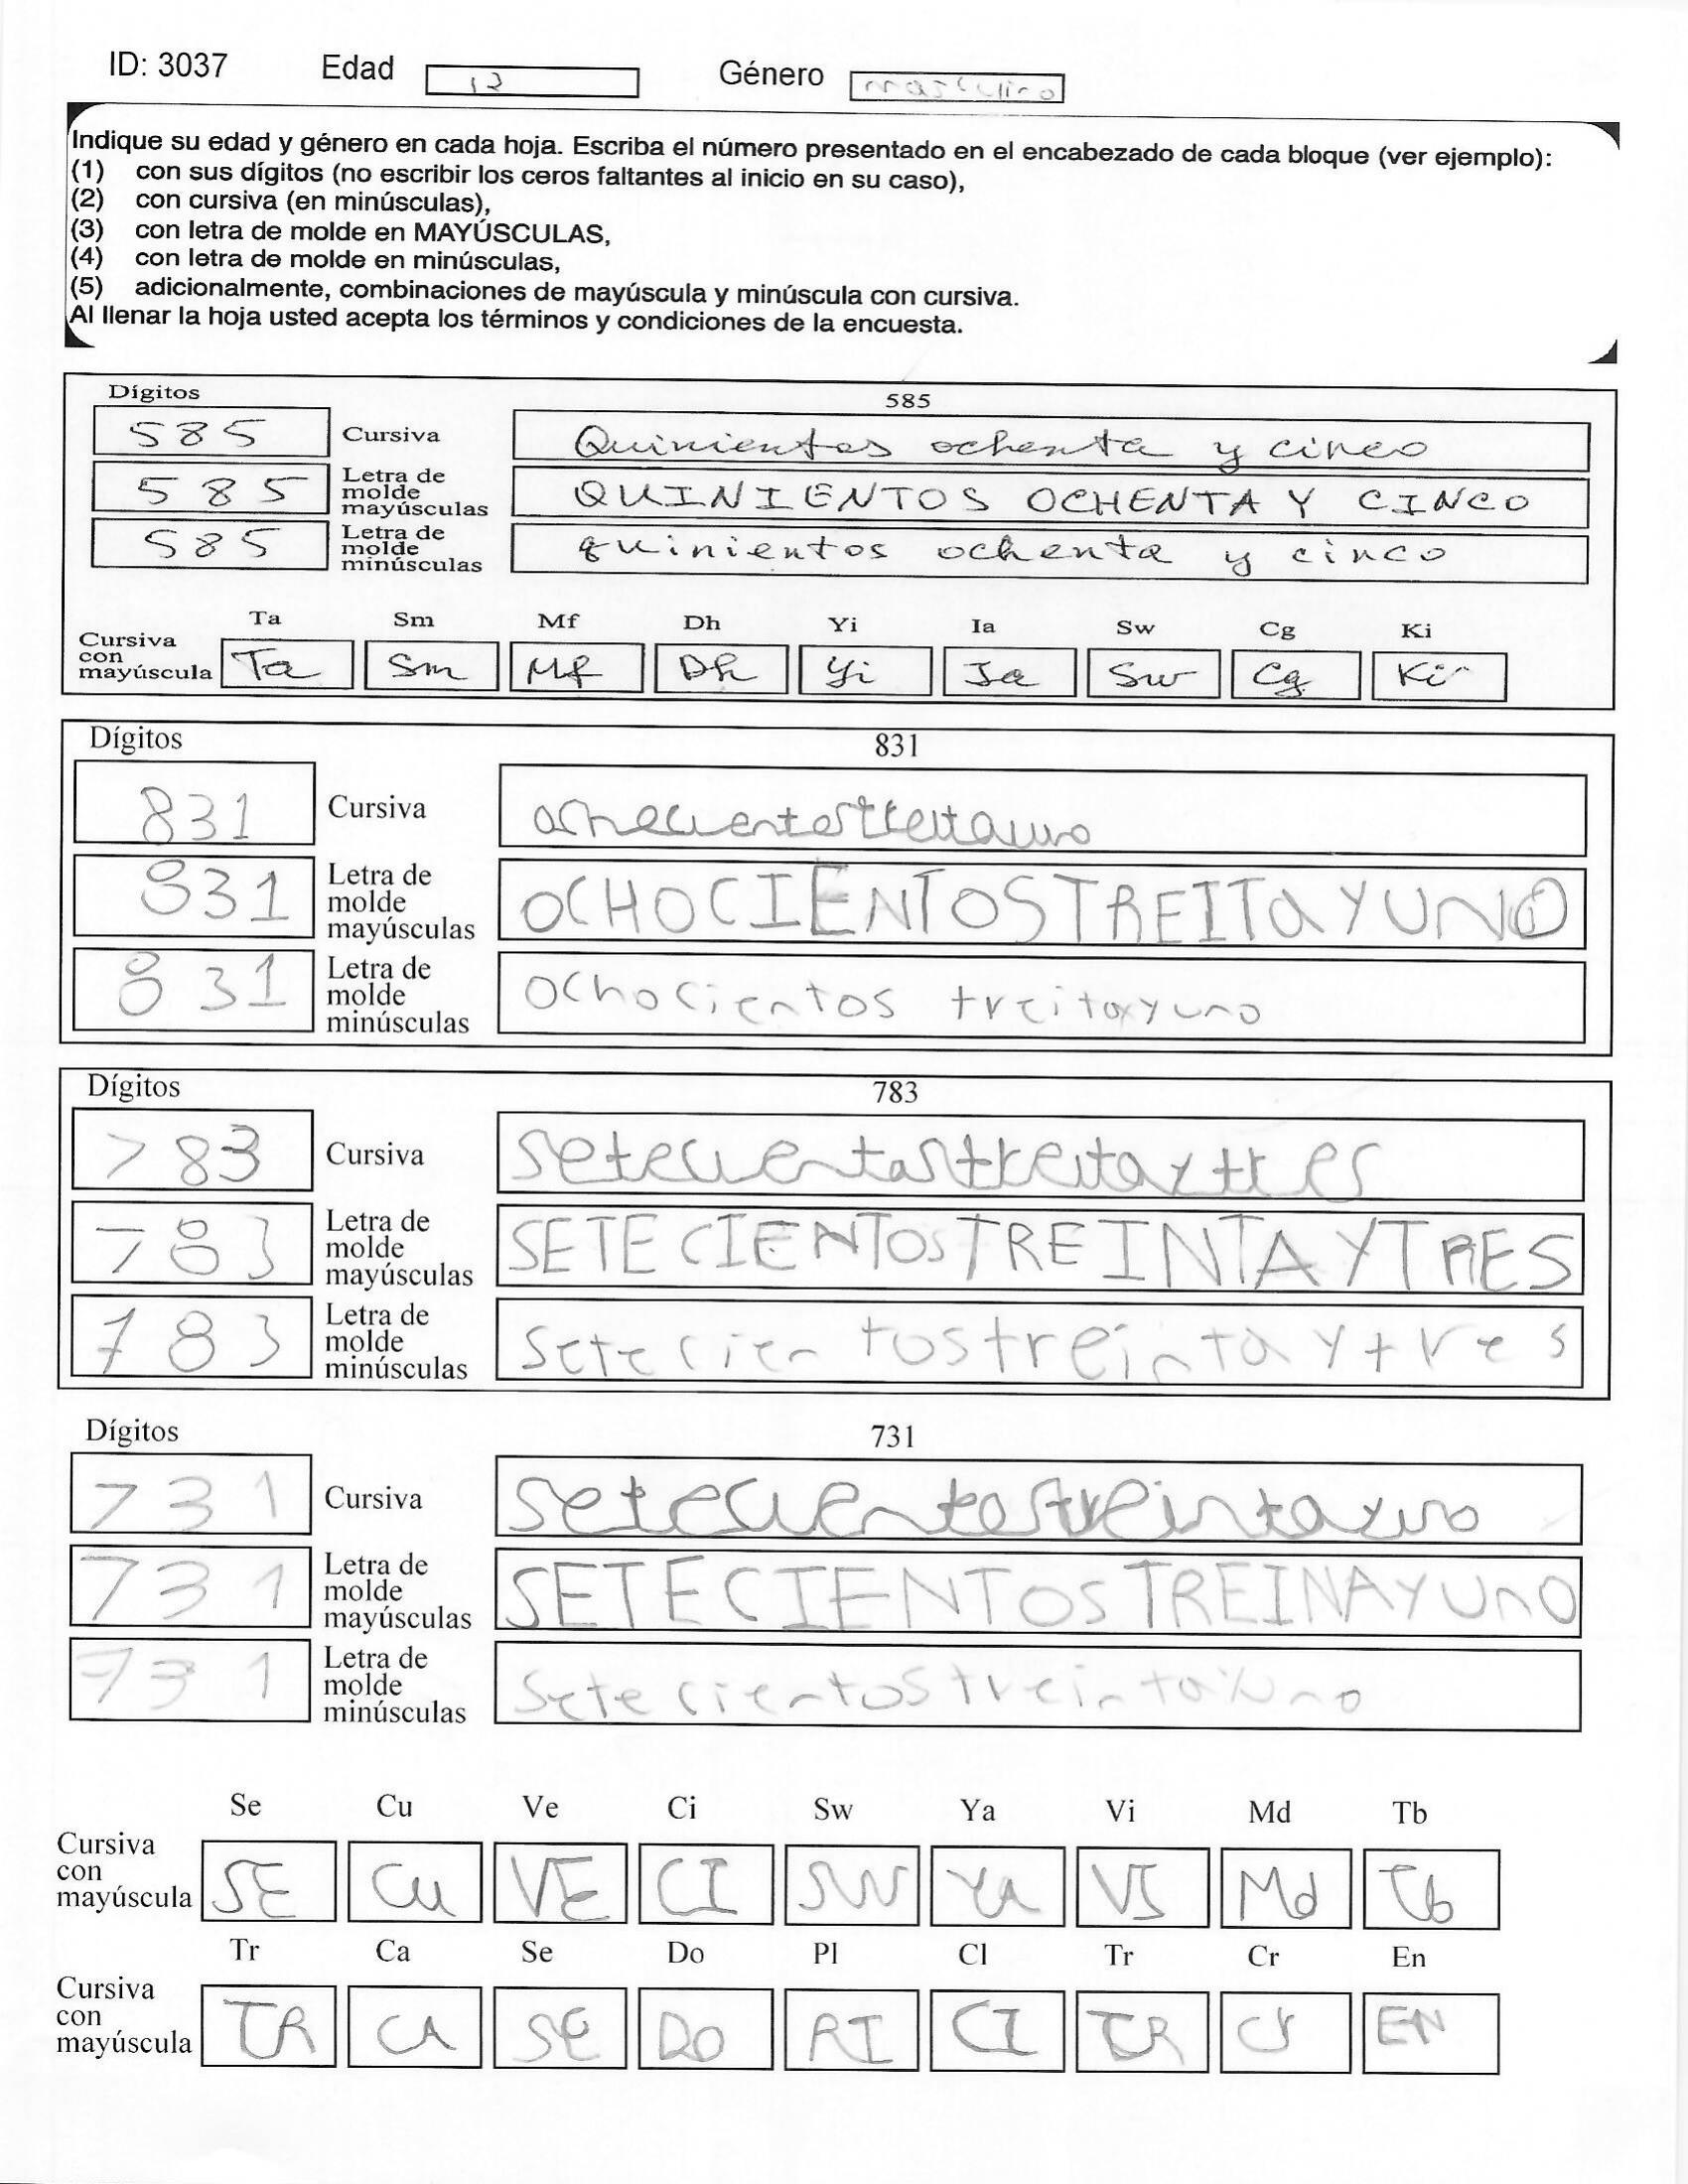 ID: 3037 Edad 12 Género masculino
Indique su edad y género en cada hoja. Escriba el número presentado en el encabezado de cada bloque (ver ejemplo):
(1) con sus dígitos (no escribir los ceros faltantes al inicio en su caso),
(2) con cursiva (en minúsculas),
(3) con letra de molde en MAYÚSCULAS,
(4) con letra de molde en minúsculas,
(5) adicionalmente, combinaciones de mayúscula y minúscula con cursiva.
Al llenar la hoja usted acepta los términos y condiciones de la encuesta.
Dígitos 585
585 Cursiva Quinientos ochenta y cinco
585 Letra de molde mayúsculas QUINIENTOS OCHENTA Y CINCO
585 Letra de molde minúsculas quinientos ochenta y cinco
Ta Sm Mf Dh Yi Ia Sw Cg Ki
Cursiva con mayúscula Ta Sm Mf Dh Yi Ia Sw Cg Ki
Dígitos 831
831 Cursiva
831 Letra de molde mayúsculas OCHOCIENTOSTREITaYUNO
831 Letra de molde minúsculas ochocientos treitayuno
Dígitos 783
783 Cursiva
783 Letra de molde mayúsculas SETECIENTOSTREINTAYTRES
783 Letra de molde minúsculas setecientostreintaytres
Dígitos 731
731 Cursiva setecientostreintayuno
731 Letra de molde mayúsculas SETECIENTOSTREINAYUnO
731 Letra de molde minúsculas setecientostreintayuno
Se Cu Ve Ci Sw Ya Vi Md Tb
Cursiva con mayúscula SE Cu VE CI SW YA VI Md Tb
Tr Ca Se Do Pl Cl Tr Cr En
Cursiva con mayúscula TR CA SE DO PI CI TR Cr EN